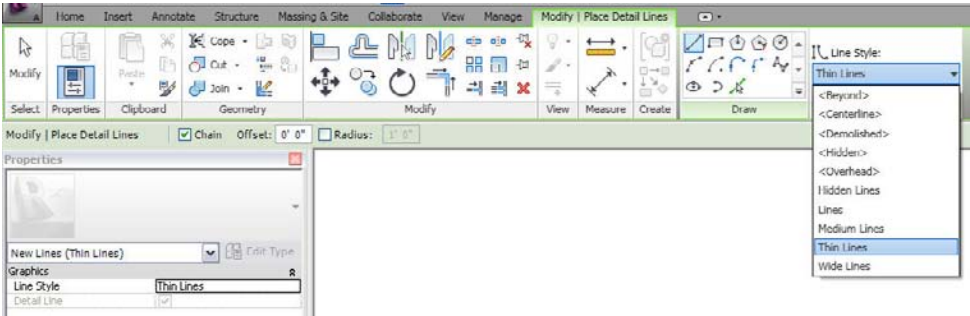 Home Insert Annotate Structure Massing & Site Collaborate View Manage Modify | Place Detail Lines
Modify
Paste
Cope
Cut
Join
Line Style:
Thin Lines
Select Properties Clipboard Geometry Modify View Measure Create Draw
<Beyond>
<Centerline>
<Demolished>
<Hidden>
<Overhead>
Hidden Lines
Lines
Medium Lines
Thin Lines
Wide Lines
Modify | Place Detail Lines Chain Offset: 0' 0" Radius: 1' 0"
Properties
New Lines (Thin Lines) Edit Type
Graphics
Line Style Thin Lines
Detail Line